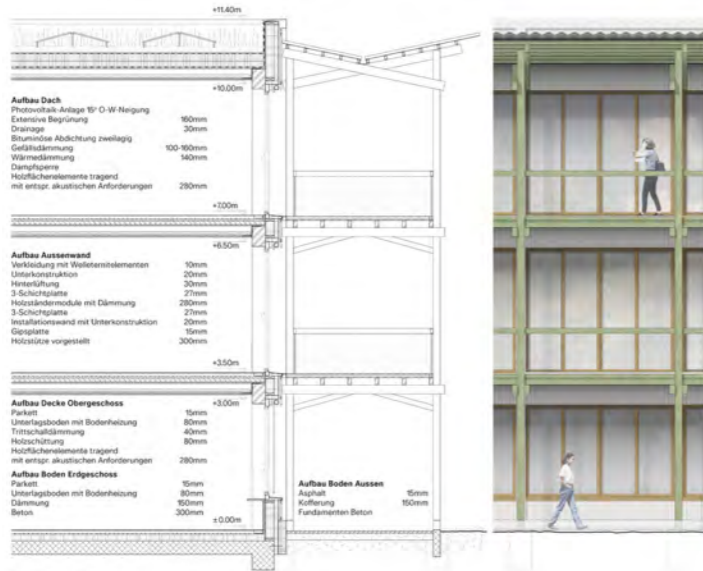 +11.40m
+10.00m
Aufbau Dach
Photovoltaik-Anlage 15° O-W-Neigung
Extensive Begrünung 160mm
Drainage 30mm
Bituminöse Abdichtung zweilagig
Gefällsdämmung 100-160mm
Wärmedämmung 140mm
Dampfsperre
Holzflächenelemente tragend
mit entspr. akustischen Anforderungen 280mm
+7.00m
+6.50m
Aufbau Aussenwand
Verkleidung mit Welleternitelementen 10mm
Unterkonstruktion 20mm
Hinterlüftung 30mm
3-Schichtplatte 27mm
Holzständermodule mit Dämmung 280mm
3-Schichtplatte 27mm
Installationswand mit Unterkonstruktion 20mm
Gipsplatte 15mm
Holzstütze vorgestellt 300mm
+3.50m
+3.00m
Aufbau Decke Obergeschoss
Parkett 15mm
Unterlagsboden mit Bodenheizung 80mm
Trittschalldämmung 40mm
Holzschüttung 80mm
Holzflächenelemente tragend
mit entspr. akustischen Anforderungen 280mm
Aufbau Boden Erdgeschoss
Parkett 15mm
Unterlagsboden mit Bodenheizung 80mm
Dämmung 150mm
Beton 300mm
±0.00m
Aufbau Boden Aussen
Asphalt 15mm
Kofferung 150mm
Fundamenten Beton